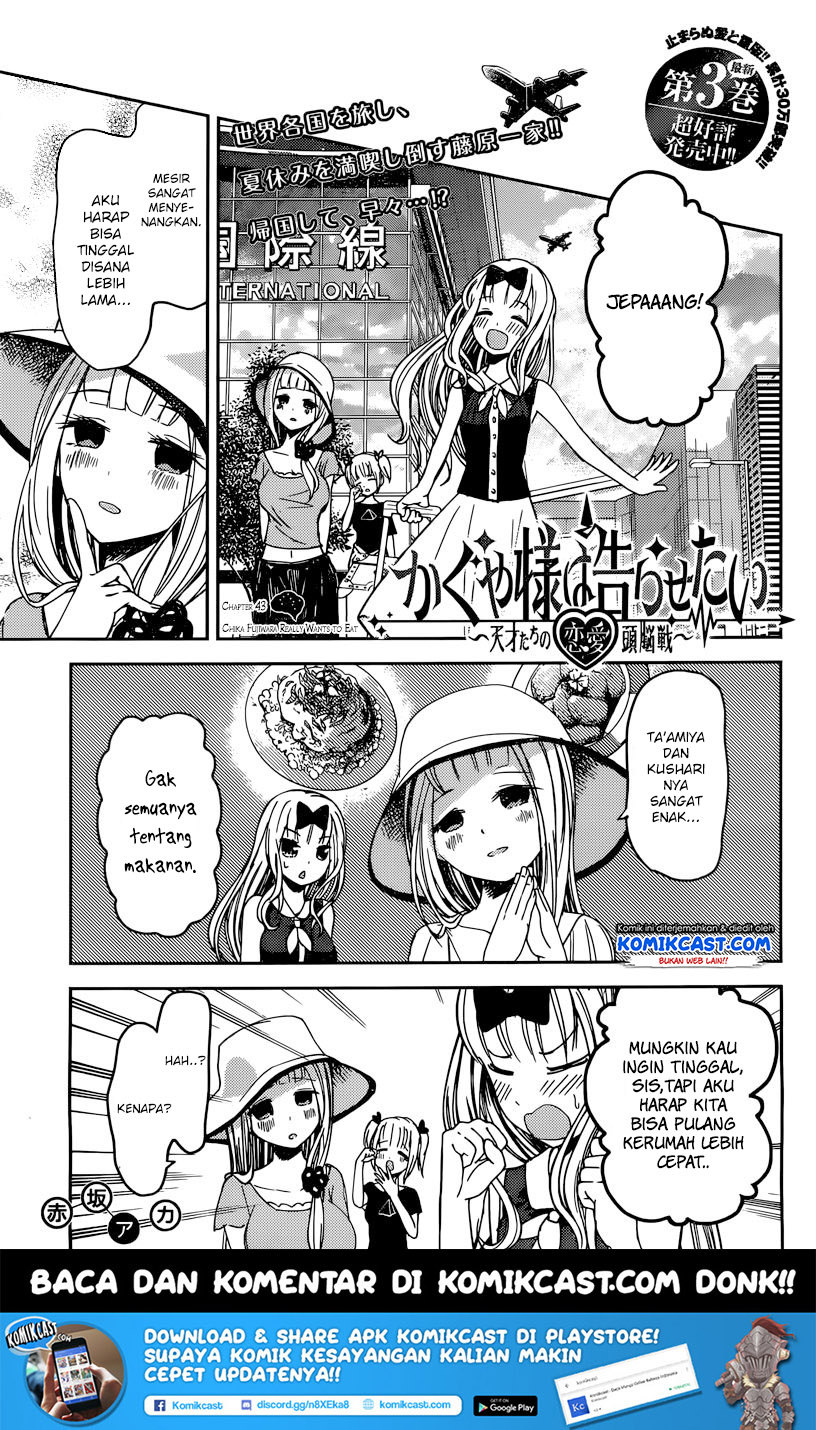 止まらぬ愛と重版!!
累計30万部突破!!
最新
第3巻
超好評
発売中!!
世界各国を旅し、
夏休みを満喫し倒す藤原一家!!
帰国して、早々…!?
国際線
TERNATIONAL
JEPAAANG!
MESIR
SANGAT
MENYE-
NANGKAN.
AKU
HARAP
BISA
TINGGAL
DISANA
LEBIH
LAMA...
かぐや様は告らせたい
~天才たちの恋愛頭脳戦~
Chapter 43
Chika Fujiwara Really Wants to Eat
TA'AMIYA
DAN
KUSHARI
NYA
SANGAT
ENAK...
Gak
semuanya
tentang
makanan.
Komik ini diterjemahkan & diedit oleh
KOMIKCAST.COM
BUKAN WEB LAIN!!
MUNGKIN KAU
INGIN TINGGAL,
SIS,TAPI AKU
HARAP KITA
BISA PULANG
KERUMAH LEBIH
CEPAT..
HAH..?
KENAPA?
赤坂アカ
BACA DAN KOMENTAR DI KOMIKCAST.COM DONK!!
KOMIKCAST.COM
DOWNLOAD & SHARE APK KOMIKCAST DI PLAYSTORE!
SUPAYA KOMIK KESAYANGAN KALIAN MAKIN
CEPET UPDATENYA!!
Komikcast
discord.gg/n8XEka8
komikcast.com
GET IT ON
Google Play
Kc